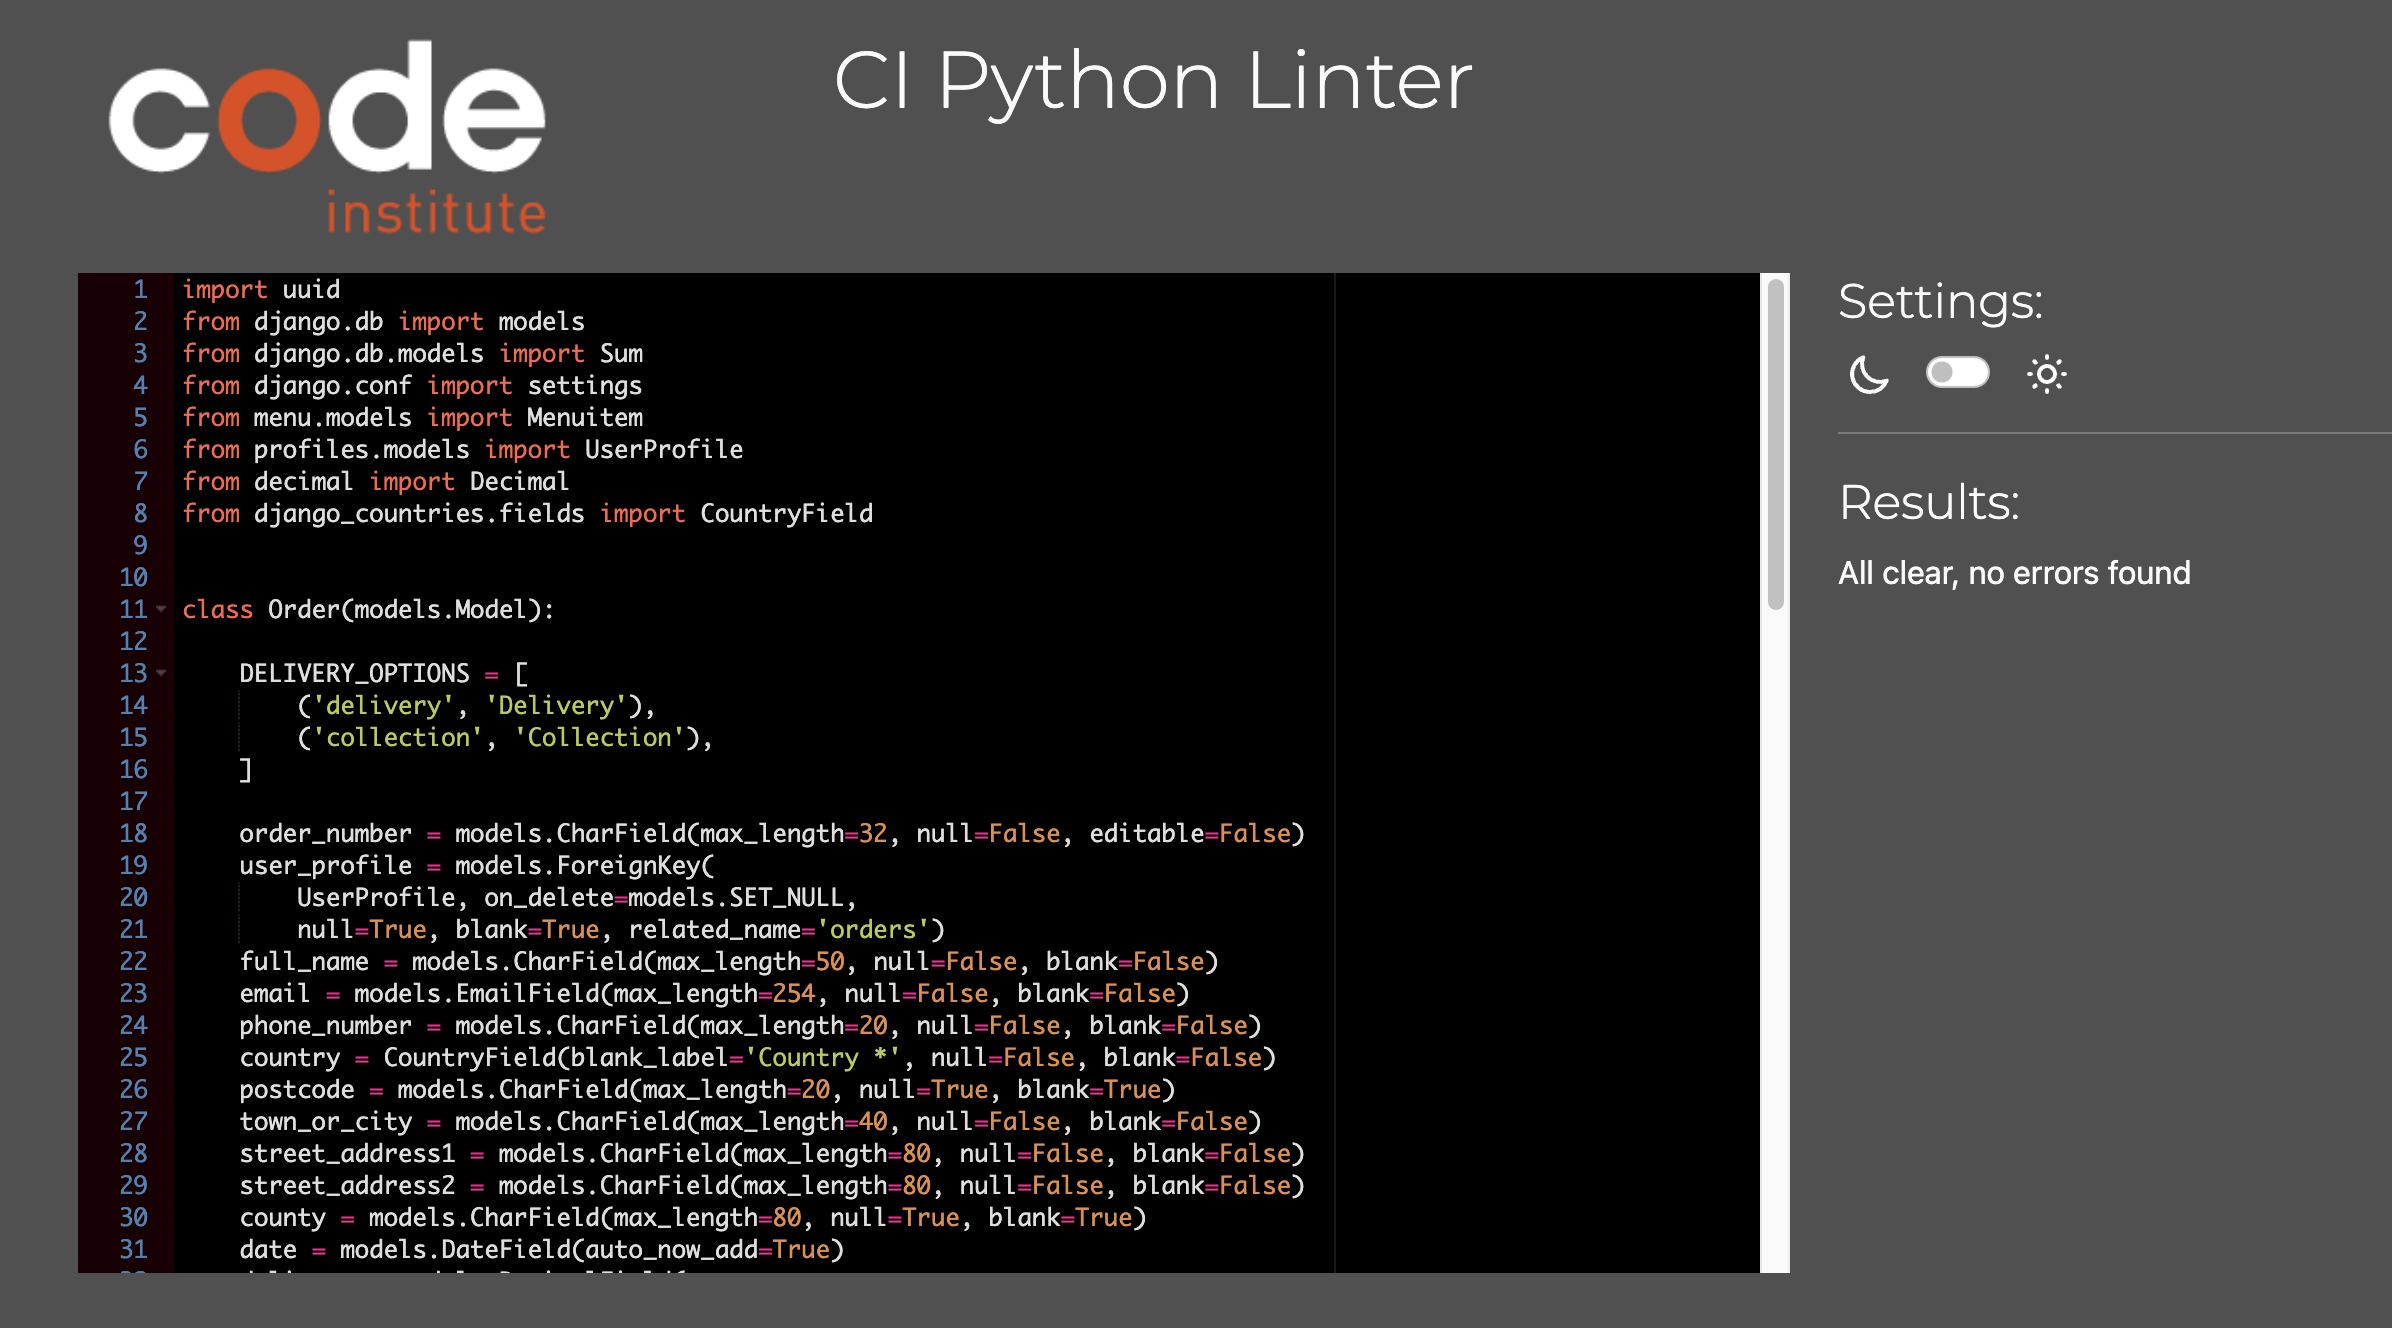 code
institute
CI Python Linter
1 import uuid
2 from django.db import models
3 from django.db.models import Sum
4 from django.conf import settings
5 from menu.models import Menuitem
6 from profiles.models import UserProfile
7 from decimal import Decimal
8 from django_countries.fields import CountryField
9
10
11 class Order(models.Model):
12
13     DELIVERY_OPTIONS = [
14         ('delivery', 'Delivery'),
15         ('collection', 'Collection'),
16     ]
17
18     order_number = models.CharField(max_length=32, null=False, editable=False)
19     user_profile = models.ForeignKey(
20         UserProfile, on_delete=models.SET_NULL,
21         null=True, blank=True, related_name='orders')
22     full_name = models.CharField(max_length=50, null=False, blank=False)
23     email = models.EmailField(max_length=254, null=False, blank=False)
24     phone_number = models.CharField(max_length=20, null=False, blank=False)
25     country = CountryField(blank_label='Country *', null=False, blank=False)
26     postcode = models.CharField(max_length=20, null=True, blank=True)
27     town_or_city = models.CharField(max_length=40, null=False, blank=False)
28     street_address1 = models.CharField(max_length=80, null=False, blank=False)
29     street_address2 = models.CharField(max_length=80, null=False, blank=False)
30     county = models.CharField(max_length=80, null=True, blank=True)
31     date = models.DateField(auto_now_add=True)
Settings:
Results:
All clear, no errors found